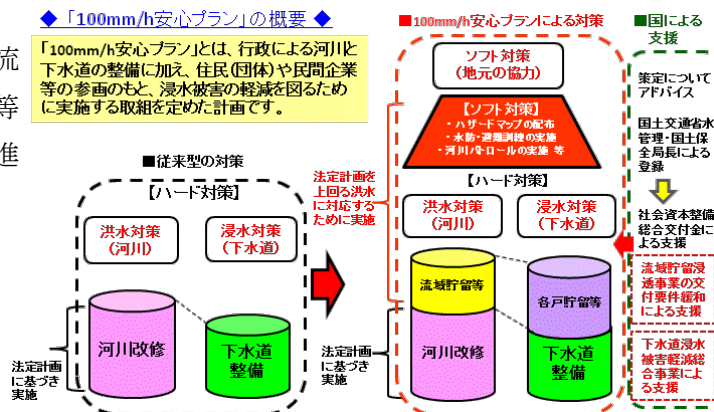 ◆ 「100mm/h安心プラン」の概要 ◆
「100mm/h安心プラン」とは、行政による河川と
下水道の整備に加え、住民(団体)や民間企業
等の参画のもと、浸水被害の軽減を図るため
に実施する取組を定めた計画です。
流
等
進
■従来型の対策
【ハード対策】
洪水対策
(河川)
浸水対策
(下水道)
河川改修
下水道
整備
法定計画
に基づき
実施
■100mm/h安心プランによる対策
ソフト対策
(地元の協力)
【ソフト対策】
・ハザードマップの配布
・水防・避難訓練の実施
・河川パトロールの実施 等
法定計画を
上回る洪水
に対応する
ために実施
【ハード対策】
洪水対策
(河川)
浸水対策
(下水道)
流域貯留等
各戸貯留等
河川改修
下水道
整備
法定計画
に基づき
実施
■国による
支援
策定について
アドバイス
国土交通省水
管理・国土保
全局長による
登録
社会資本整備
総合交付金に
よる支援
流域貯留浸
透事業の交
付要件緩和
による支援
下水道浸水
被害軽減総
合事業によ
る支援